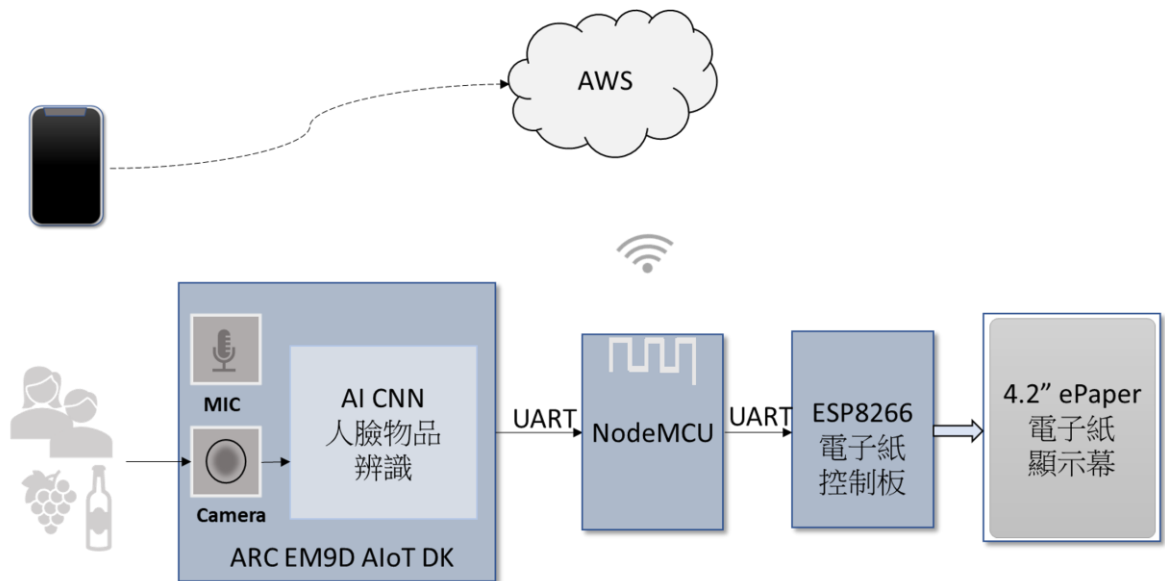 AWS
MIC
Camera
AI CNN
人臉物品
辨識
ARC EM9D AIoT DK
UART
NodeMCU
UART
ESP8266
電子紙
控制板
4.2” ePaper
電子紙
顯示幕